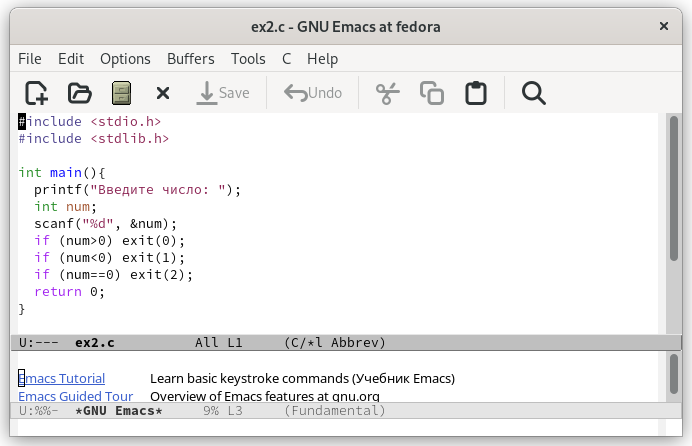 ex2.c - GNU Emacs at fedora
File Edit Options Buffers Tools C Help
Save Undo
#include <stdio.h>
#include <stdlib.h>
int main(){
  printf("Введите число: ");
  int num;
  scanf("%d", &num);
  if (num>0) exit(0);
  if (num<0) exit(1);
  if (num==0) exit(2);
  return 0;
}
U:--- ex2.c All L1 (C/*l Abbrev)
Emacs Tutorial Learn basic keystroke commands (Учебник Emacs)
Emacs Guided Tour Overview of Emacs features at gnu.org
U:%%- *GNU Emacs* 9% L3 (Fundamental)